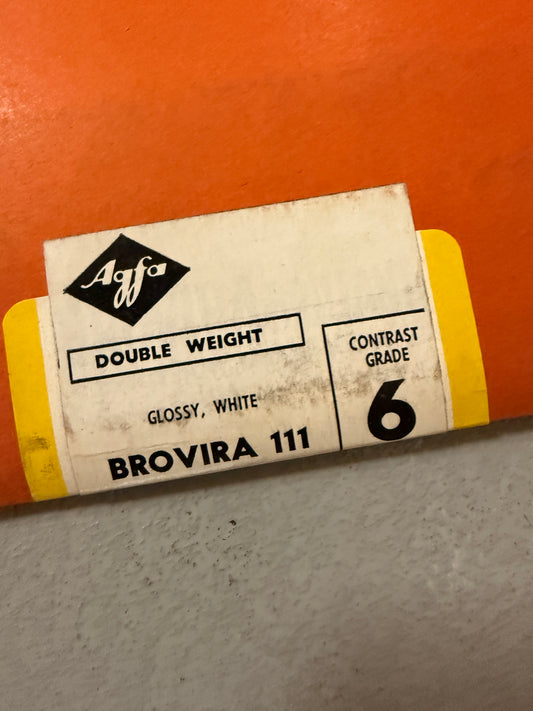 Agfa
DOUBLE WEIGHT
GLOSSY, WHITE
BROVIRA 111
CONTRAST
GRADE
6